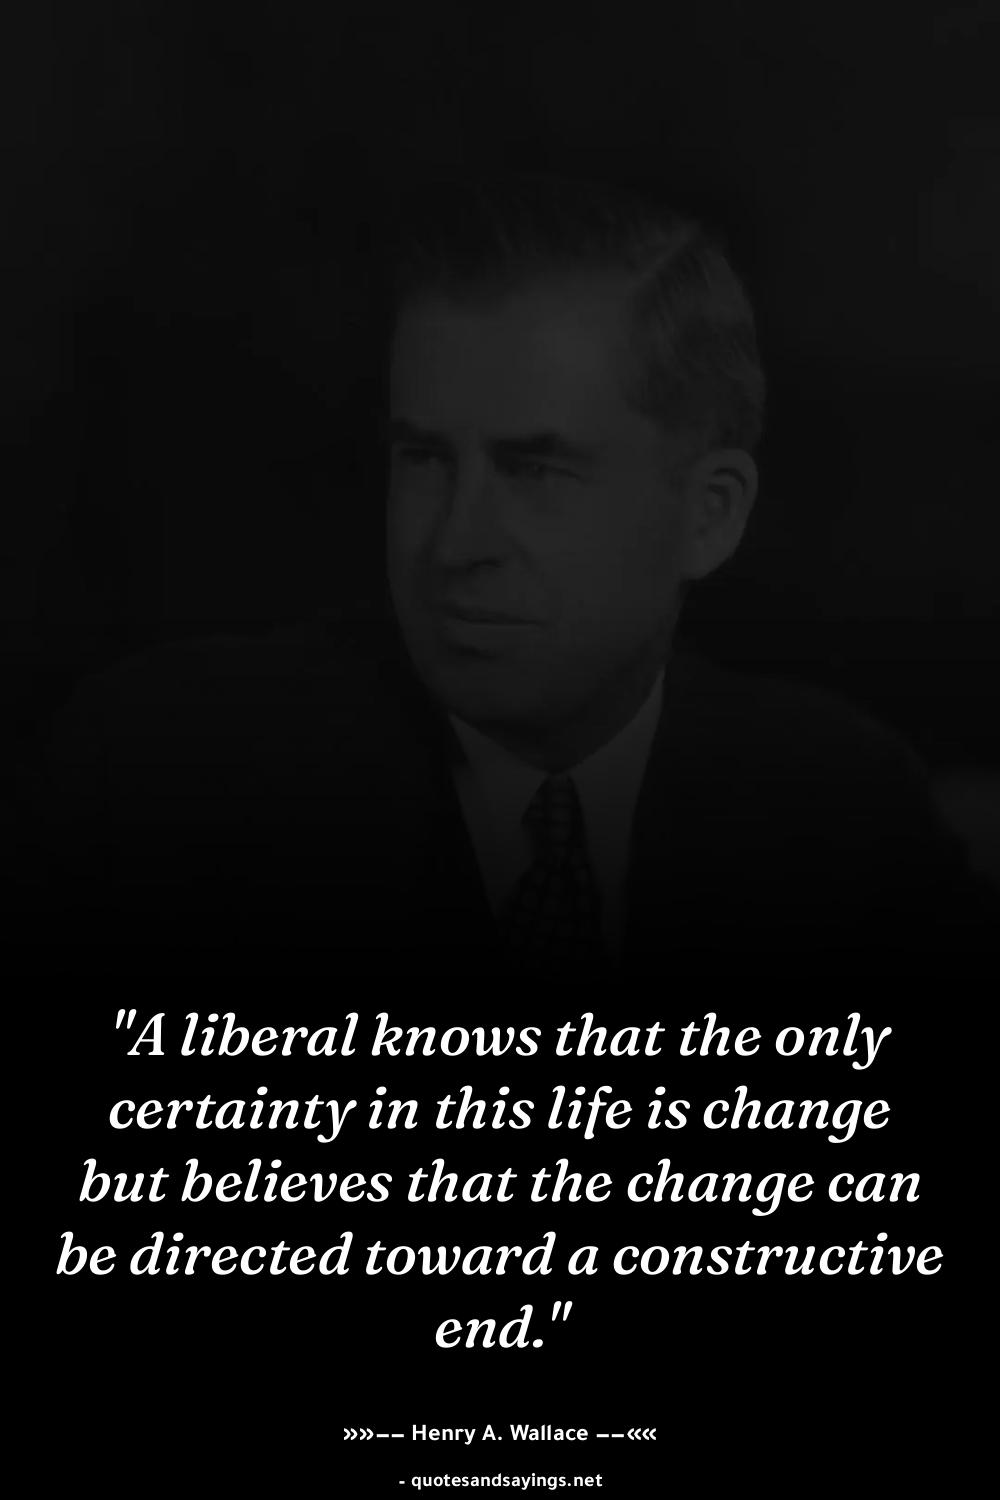 "A liberal knows that the only
certainty in this life is change
but believes that the change can
be directed toward a constructive
end."
»»–– Henry A. Wallace ––««
- quotesandsayings.net